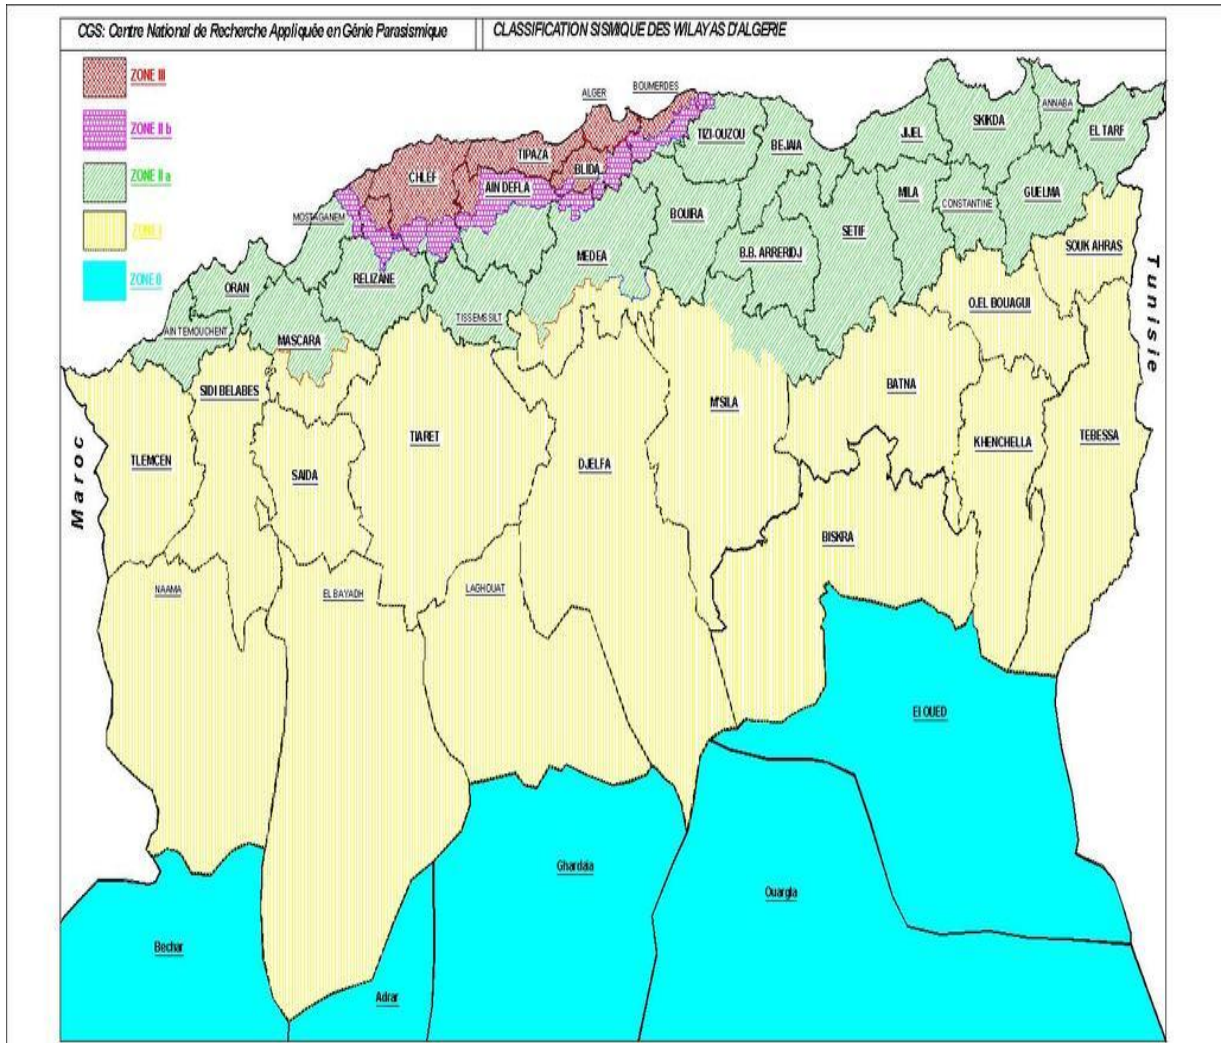 CGS: Centre National de Recherche Appliquée en Génie Parasismique
CLASSIFICATION SISMIQUE DES WILAYAS D'ALGERIE
ZONE III
ZONE II b
ZONE II a
ZONE I
ZONE 0
ALGER
BOUMERDES
TIZI-OUZOU
BEJAIA
JIJEL
SKIKDA
ANNABA
EL TARF
TIPAZA
BLIDA
CHLEF
AIN DEFLA
MOSTAGANEM
BOUIRA
MILA
CONSTANTINE
GUELMA
SETIF
B.B. ARRERIDJ
SOUK AHRAS
MEDEA
RELIZANE
ORAN
TISSEMSSILT
O.EL BOUAGUI
AIN TEMOUCHENT
MASCARA
SIDI BELABES
BATNA
M'SILA
TIARET
KHENCHELLA
TEBESSA
TLEMCEN
SAIDA
DJELFA
BISKRA
NAAMA
EL BAYADH
LAGHOUAT
El OUED
Ghardaia
Ouargla
Bechar
Adrar
Maroc
Tunisie